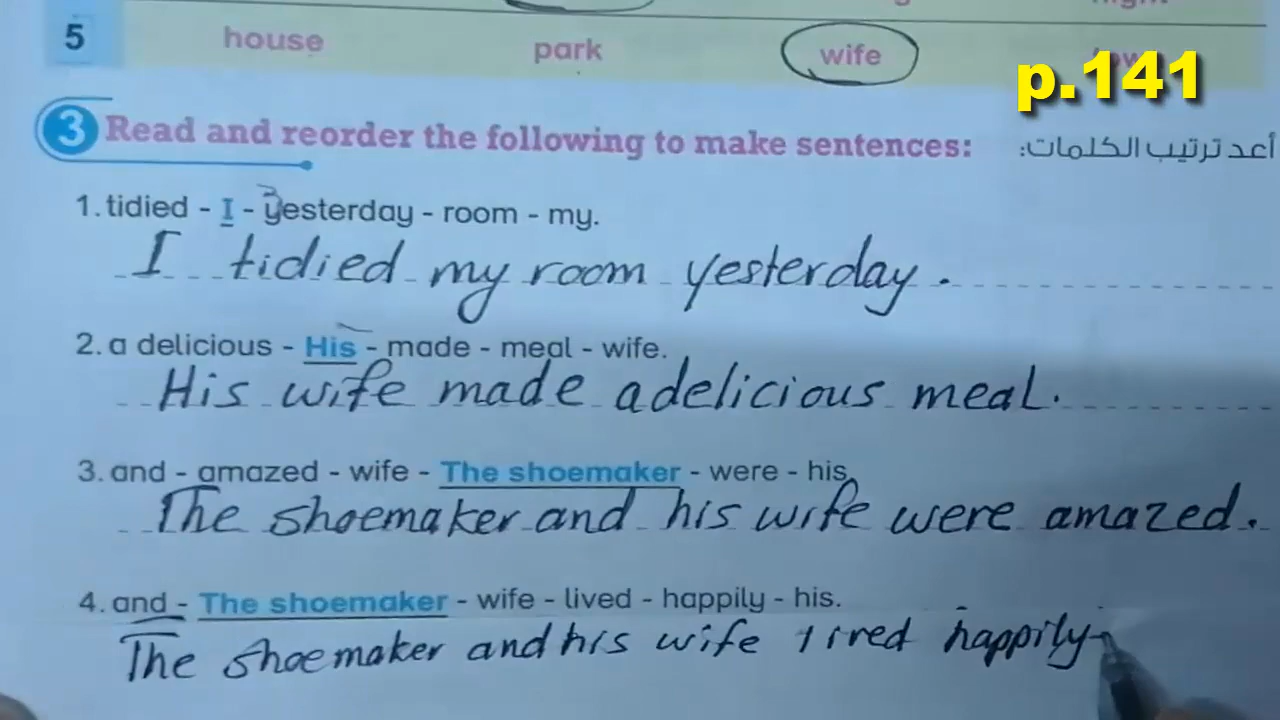 5 house park wife
p.141
3 Read and reorder the following to make sentences: أعد ترتيب الكلمات:
1. tidied - I - yesterday - room - my.
I tidied my room yesterday.
2. a delicious - His - made - meal - wife.
His wife made a delicious meal.
3. and - amazed - wife - The shoemaker - were - his.
The shoemaker and his wife were amazed.
4. and - The shoemaker - wife - lived - happily - his.
The shoemaker and his wife lived happily